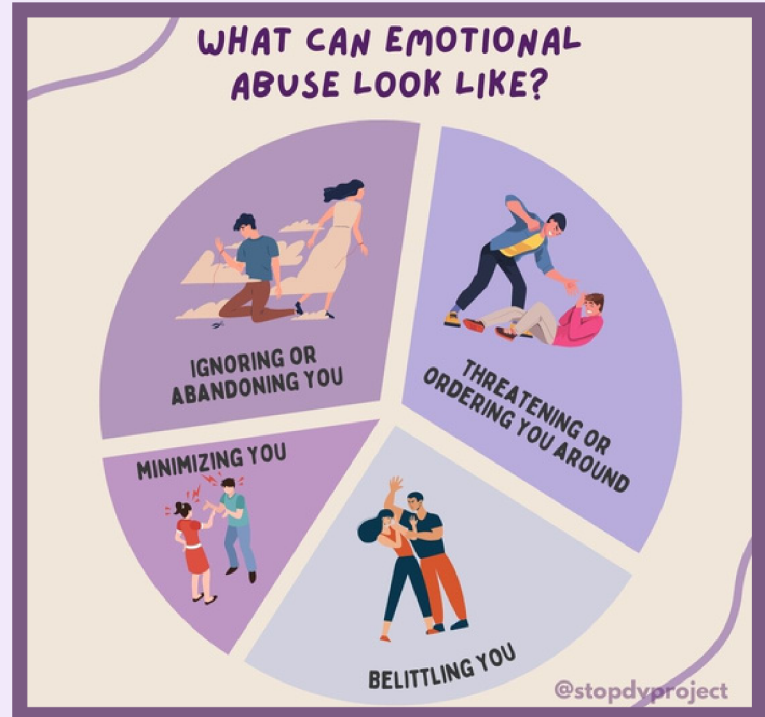 WHAT CAN EMOTIONAL
ABUSE LOOK LIKE?
IGNORING OR
ABANDONING YOU
THREATENING OR
ORDERING YOU AROUND
MINIMIZING YOU
BELITTLING YOU
@stopdvproject